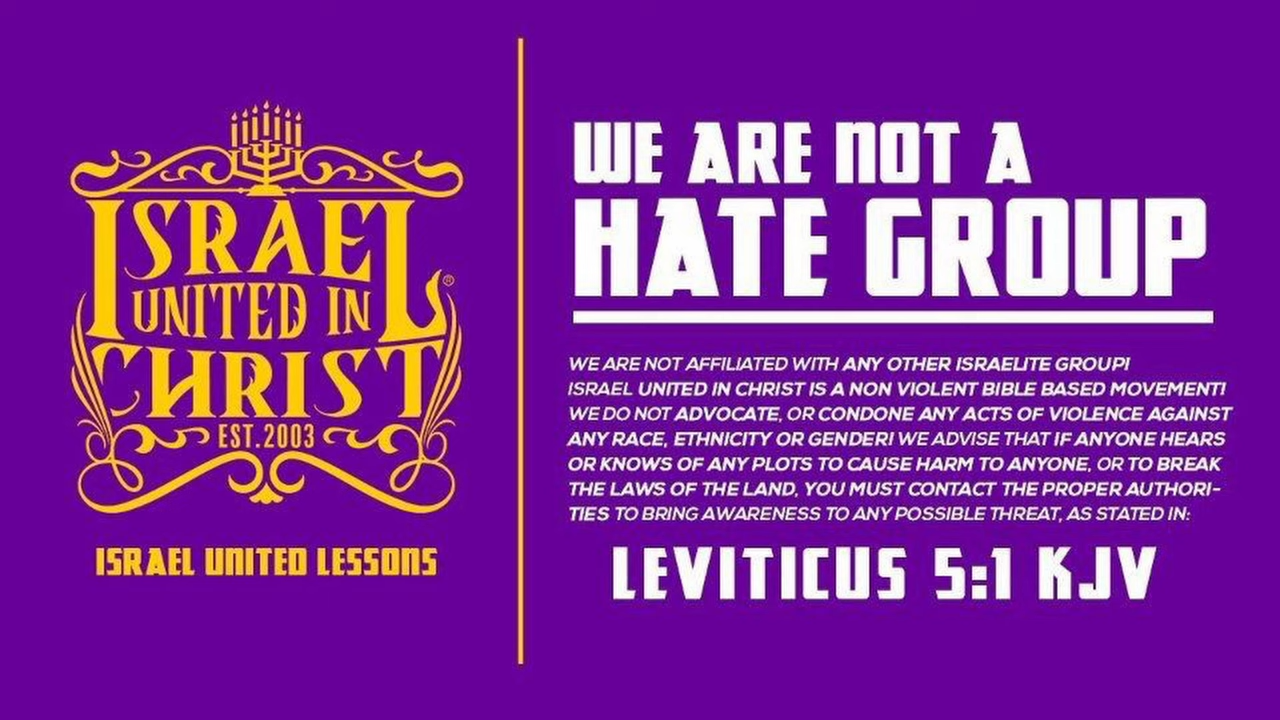 ISRAEL
UNITED IN
CHRIST
®
EST.2003
ISRAEL UNITED LESSONS
WE ARE NOT A
HATE GROUP
WE ARE NOT AFFILIATED WITH ANY OTHER ISRAELITE GROUP!
ISRAEL UNITED IN CHRIST IS A NON VIOLENT BIBLE BASED MOVEMENT!
WE DO NOT ADVOCATE, OR CONDONE ANY ACTS OF VIOLENCE AGAINST
ANY RACE, ETHNICITY OR GENDER! WE ADVISE THAT IF ANYONE HEARS
OR KNOWS OF ANY PLOTS TO CAUSE HARM TO ANYONE, OR TO BREAK
THE LAWS OF THE LAND, YOU MUST CONTACT THE PROPER AUTHORI-
TIES TO BRING AWARENESS TO ANY POSSIBLE THREAT, AS STATED IN:
LEVITICUS 5:1 KJV